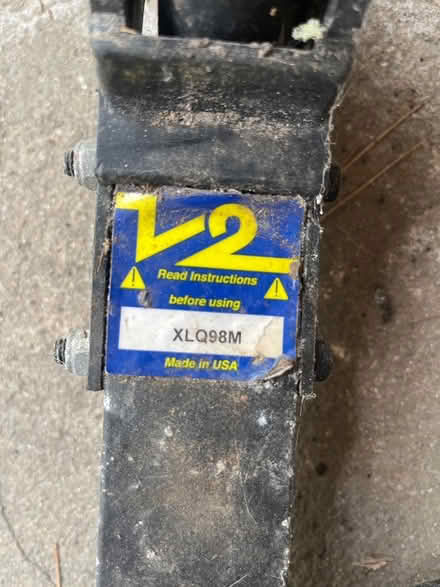 V2
Read Instructions
before using
XLQ98M
Made in USA